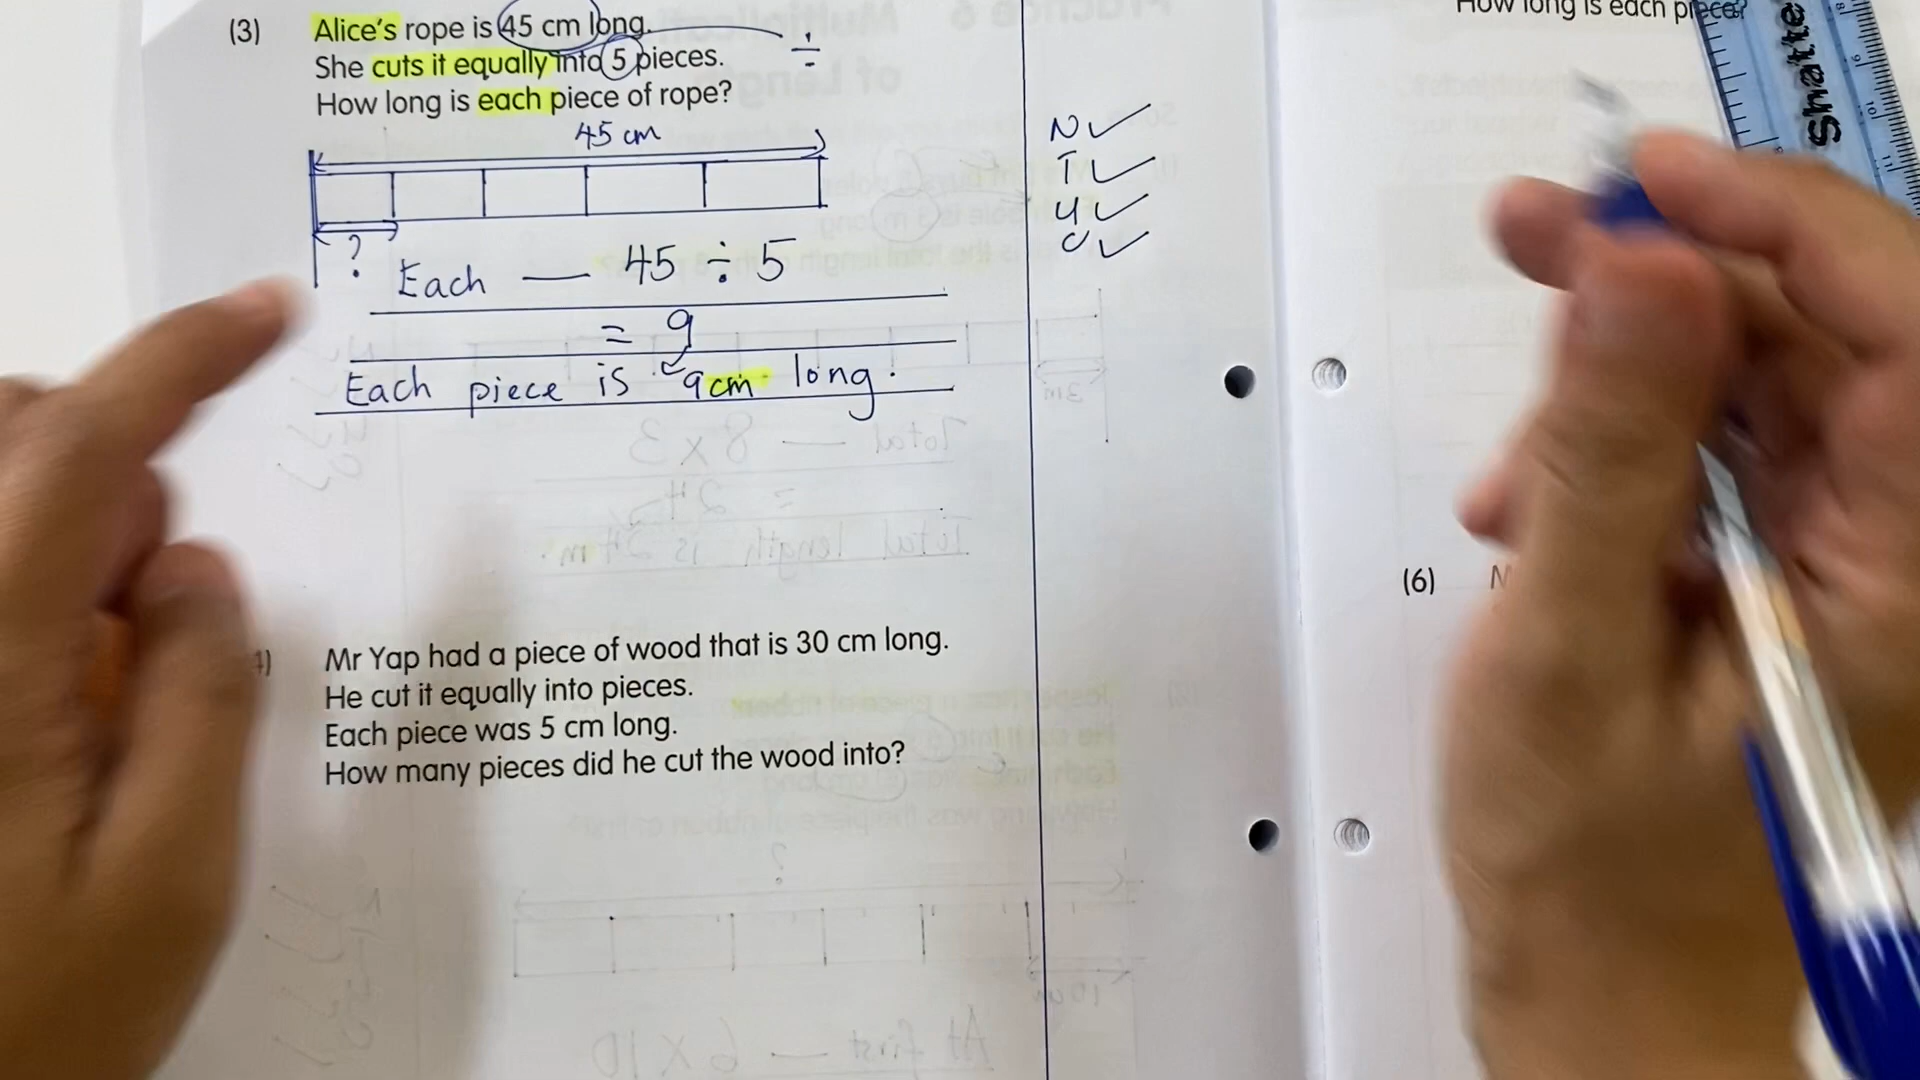 (3) Alice's rope is 45 cm long.
÷
She cuts it equally into 5 pieces.
How long is each piece of rope?
45 cm
?
Each — 45 ÷ 5
= 9
Each piece is 9cm long.
N ✓
T ✓
U ✓
C ✓
Mr Yap had a piece of wood that is 30 cm long.
He cut it equally into pieces.
Each piece was 5 cm long.
How many pieces did he cut the wood into?
How long is each piece?
(6)